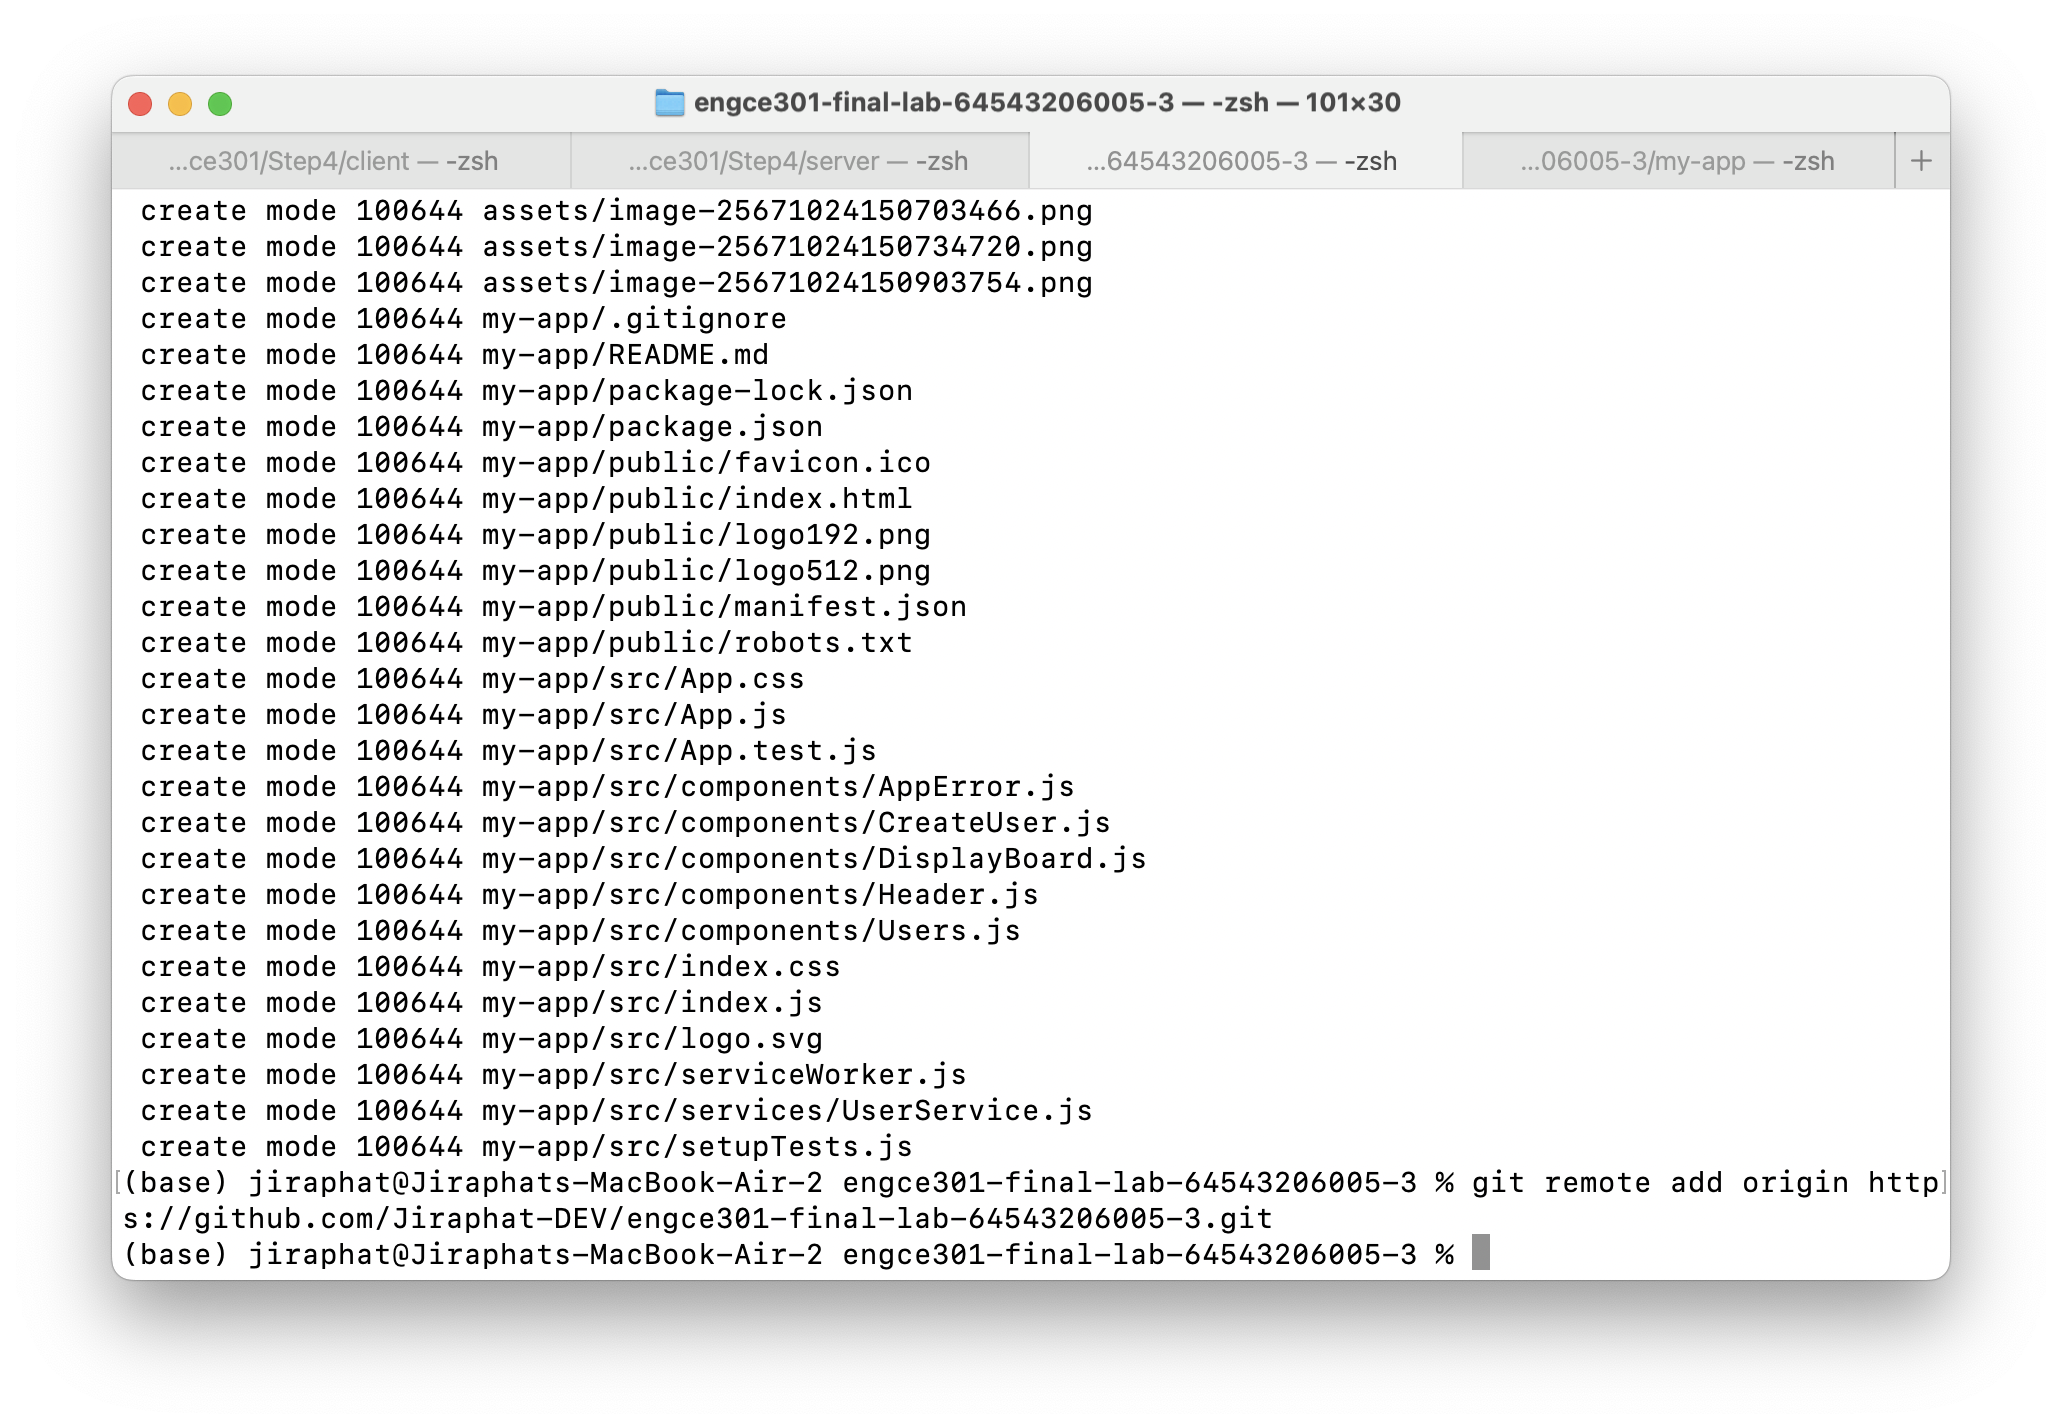 engce301-final-lab-64543206005-3 — -zsh — 101×30
...ce301/Step4/client — -zsh
...ce301/Step4/server — -zsh
...64543206005-3 — -zsh
...06005-3/my-app — -zsh
+
create mode 100644 assets/image-25671024150703466.png
create mode 100644 assets/image-25671024150734720.png
create mode 100644 assets/image-25671024150903754.png
create mode 100644 my-app/.gitignore
create mode 100644 my-app/README.md
create mode 100644 my-app/package-lock.json
create mode 100644 my-app/package.json
create mode 100644 my-app/public/favicon.ico
create mode 100644 my-app/public/index.html
create mode 100644 my-app/public/logo192.png
create mode 100644 my-app/public/logo512.png
create mode 100644 my-app/public/manifest.json
create mode 100644 my-app/public/robots.txt
create mode 100644 my-app/src/App.css
create mode 100644 my-app/src/App.js
create mode 100644 my-app/src/App.test.js
create mode 100644 my-app/src/components/AppError.js
create mode 100644 my-app/src/components/CreateUser.js
create mode 100644 my-app/src/components/DisplayBoard.js
create mode 100644 my-app/src/components/Header.js
create mode 100644 my-app/src/components/Users.js
create mode 100644 my-app/src/index.css
create mode 100644 my-app/src/index.js
create mode 100644 my-app/src/logo.svg
create mode 100644 my-app/src/serviceWorker.js
create mode 100644 my-app/src/services/UserService.js
create mode 100644 my-app/src/setupTests.js
[(base) jiraphat@Jiraphats-MacBook-Air-2 engce301-final-lab-64543206005-3 % git remote add origin http]
s://github.com/Jiraphat-DEV/engce301-final-lab-64543206005-3.git
(base) jiraphat@Jiraphats-MacBook-Air-2 engce301-final-lab-64543206005-3 %